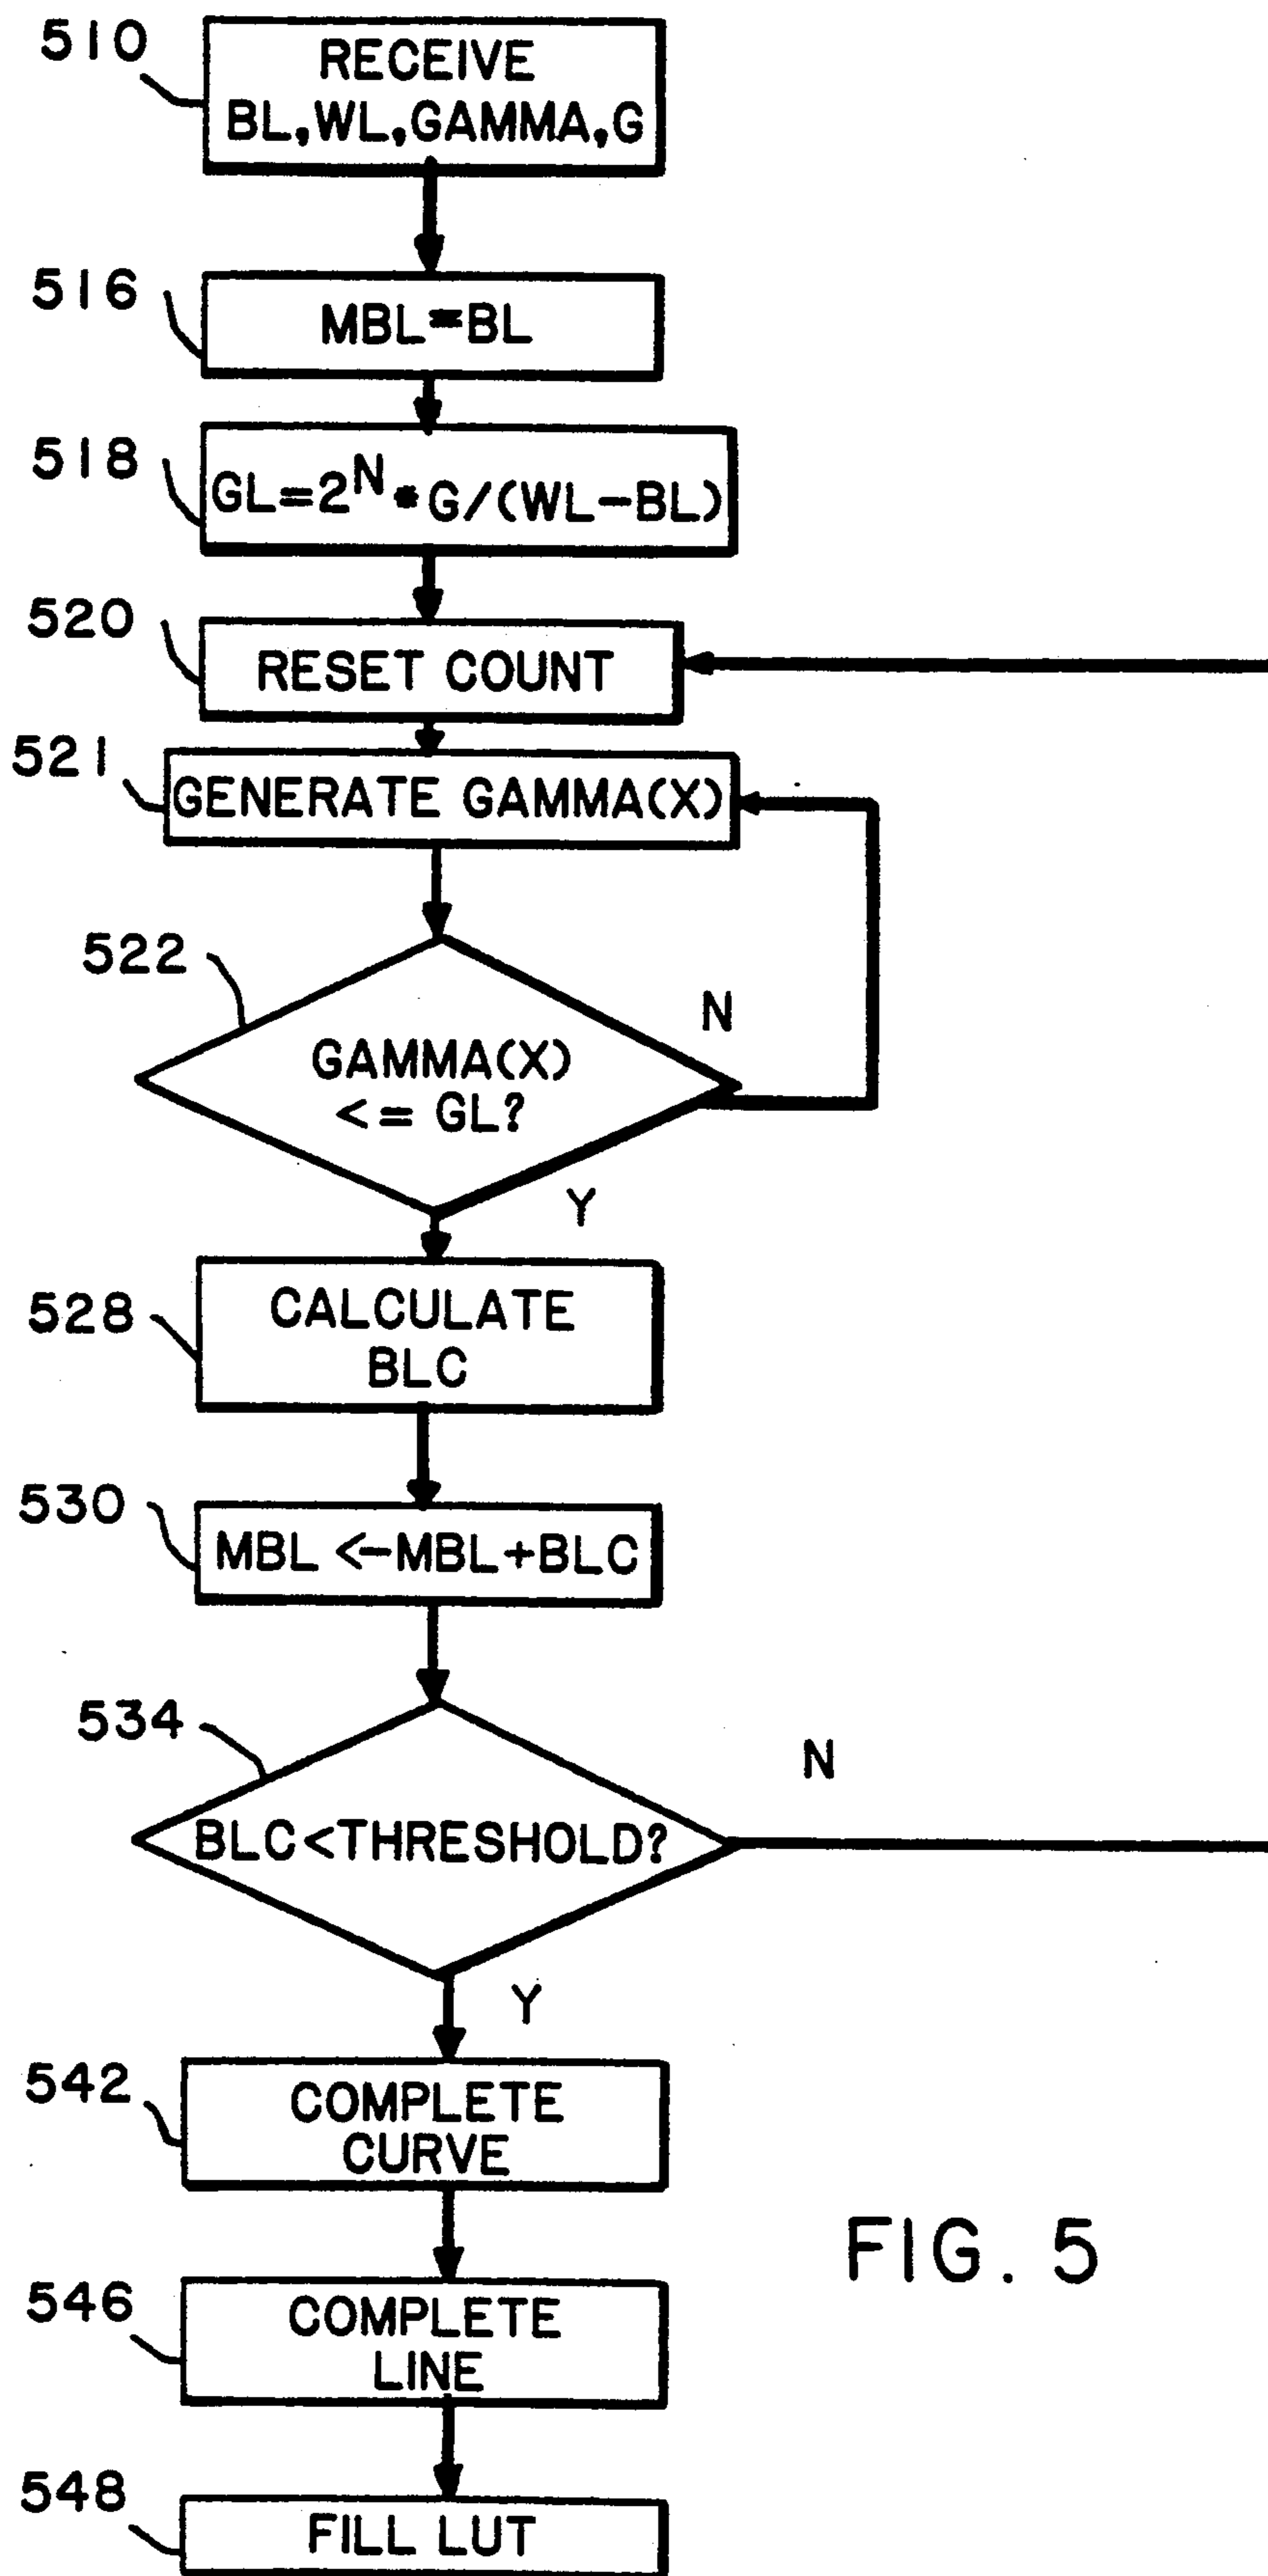 510
RECEIVE
BL,WL,GAMMA,G
516
MBL=BL
518
GL=2^N*G/(WL-BL)
520
RESET COUNT
521
GENERATE GAMMA(X)
522
N
GAMMA(X)
<= GL?
Y
528
CALCULATE
BLC
530
MBL <-MBL+BLC
534
N
BLC<THRESHOLD?
Y
542
COMPLETE
CURVE
FIG. 5
546
COMPLETE
LINE
548
FILL LUT